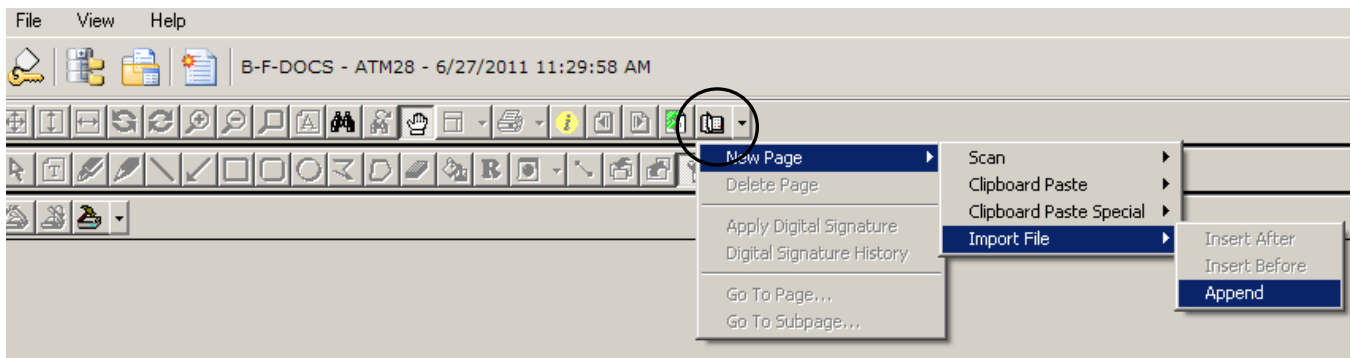 File View Help
B-F-DOCS - ATM28 - 6/27/2011 11:29:58 AM
New Page
Delete Page
Apply Digital Signature
Digital Signature History
Go To Page...
Go To Subpage...
Scan
Clipboard Paste
Clipboard Paste Special
Import File
Insert After
Insert Before
Append